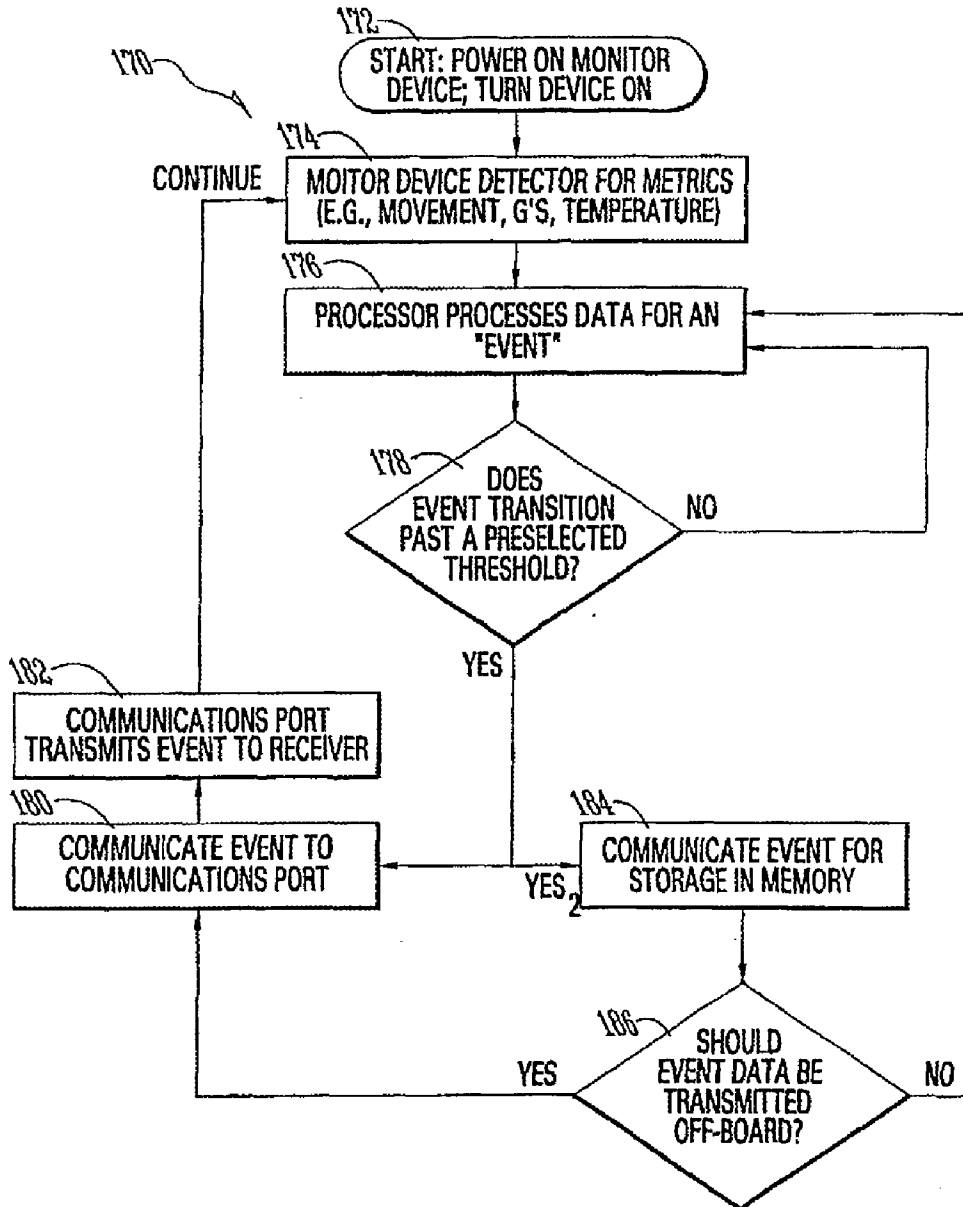 172
START: POWER ON MONITOR
DEVICE; TURN DEVICE ON
170
174
CONTINUE
MOITOR DEVICE DETECTOR FOR METRICS
(E.G., MOVEMENT, G'S, TEMPERATURE)
176
PROCESSOR PROCESSES DATA FOR AN
"EVENT"
178
DOES
EVENT TRANSITION
PAST A PRESELECTED
THRESHOLD?
NO
YES
182
COMMUNICATIONS PORT
TRANSMITS EVENT TO RECEIVER
180
COMMUNICATE EVENT TO
COMMUNICATIONS PORT
184
COMMUNICATE EVENT FOR
STORAGE IN MEMORY
YES2
186
SHOULD
EVENT DATA BE
TRANSMITTED
OFF-BOARD?
YES
NO